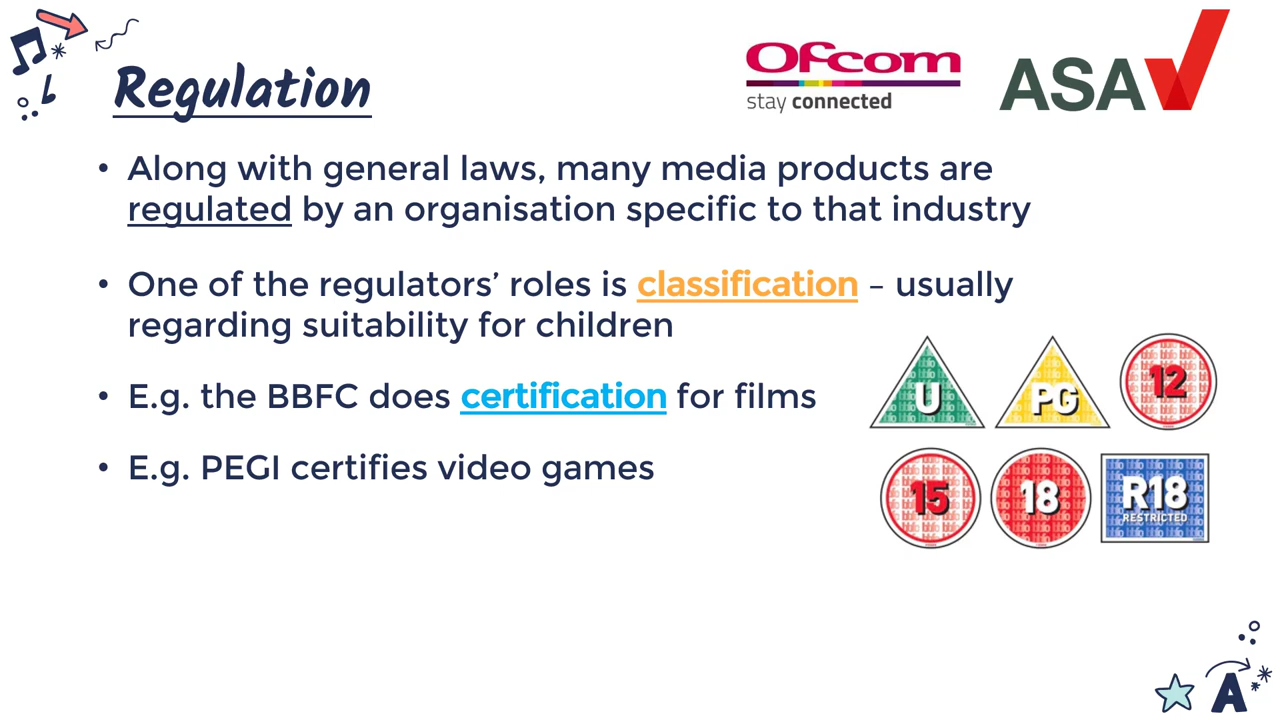 Regulation
Ofcom
stay connected
ASA
• Along with general laws, many media products are
regulated by an organisation specific to that industry
• One of the regulators’ roles is classification – usually
regarding suitability for children
• E.g. the BBFC does certification for films
• E.g. PEGI certifies video games
U
PG
12
15
18
R18
RESTRICTED
A